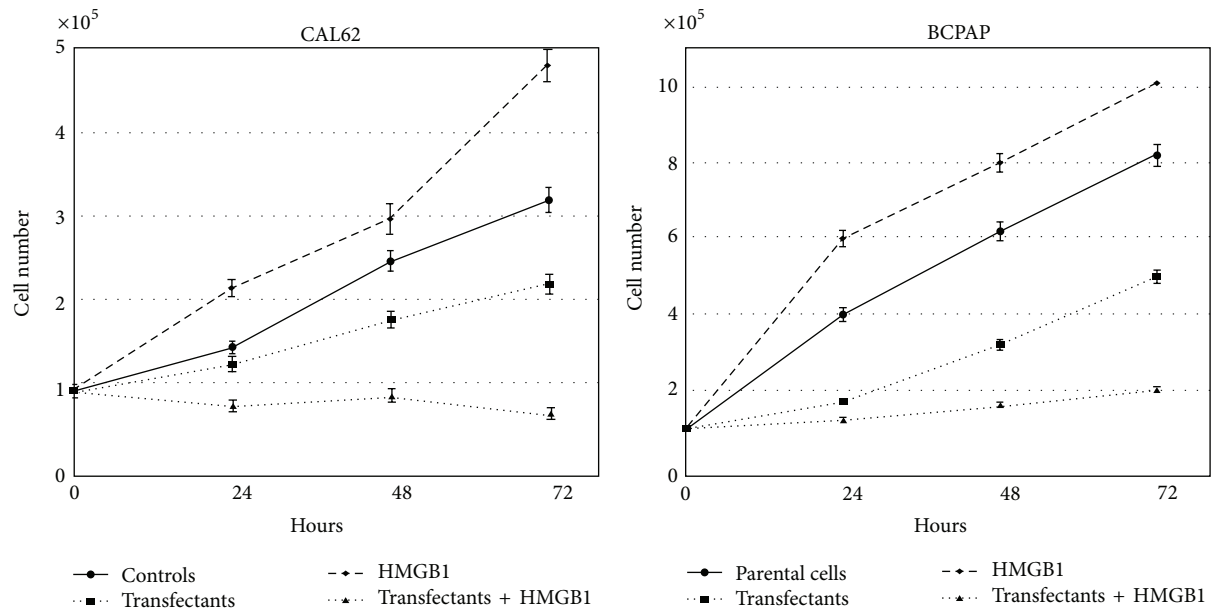 ×10⁵
CAL62
5
4
3
2
1
0
Cell number
0
24
48
72
Hours
Controls
Transfectants
HMGB1
Transfectants + HMGB1
×10⁵
BCPAP
10
8
6
4
2
0
Cell number
0
24
48
72
Hours
Parental cells
Transfectants
HMGB1
Transfectants + HMGB1